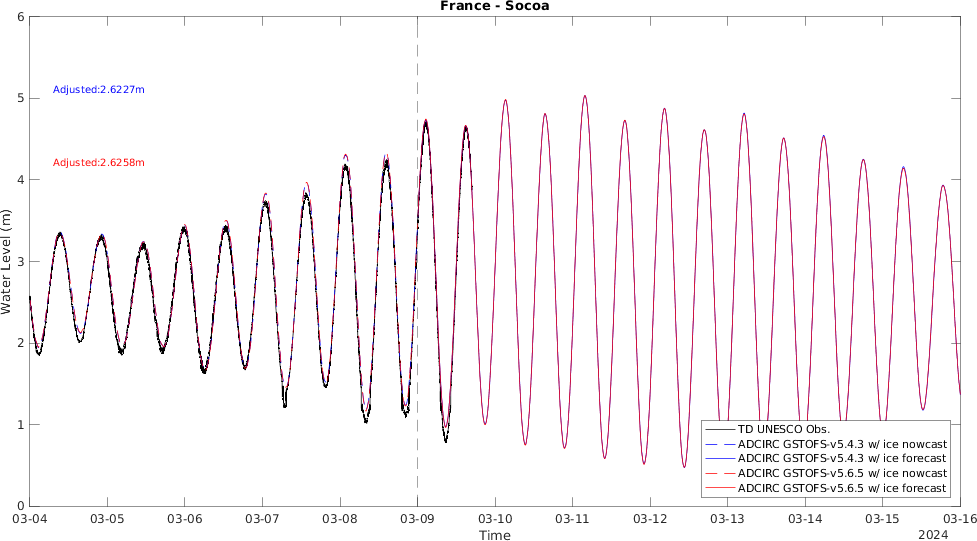 France - Socoa
6
5
4
3
2
1
0
Water Level (m)
Adjusted:2.6227m
Adjusted:2.6258m
TD UNESCO Obs.
ADCIRC GSTOFS-v5.4.3 w/ ice nowcast
ADCIRC GSTOFS-v5.4.3 w/ ice forecast
ADCIRC GSTOFS-v5.6.5 w/ ice nowcast
ADCIRC GSTOFS-v5.6.5 w/ ice forecast
03-04 03-05 03-06 03-07 03-08 03-09 03-10 03-11 03-12 03-13 03-14 03-15 03-16
Time
2024